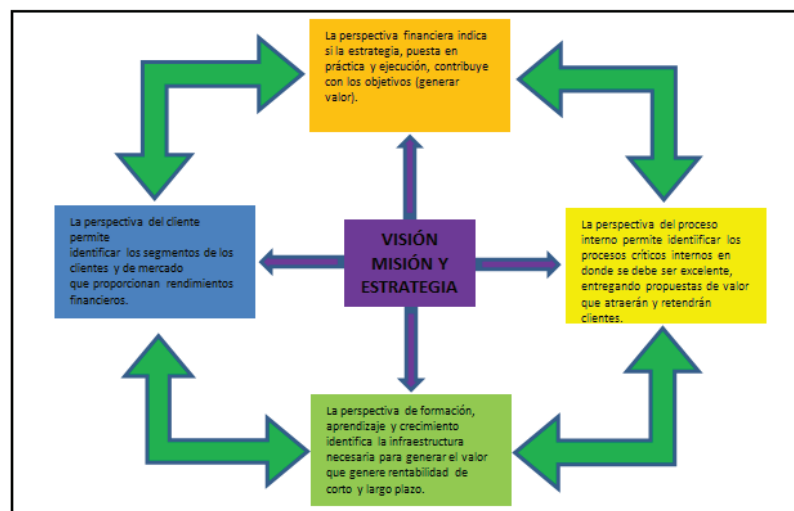 La perspectiva financiera indica
si la estrategia, puesta en
práctica y ejecución, contribuye
con los objetivos (generar
valor).
La perspectiva del cliente
permite
identificar los segmentos de los
clientes y de mercado
que proporcionan rendimientos
financieros.
VISIÓN
MISIÓN Y
ESTRATEGIA
La perspectiva del proceso
interno permite identiificar los
procesos críticos internos en
donde se debe ser excelente,
entregando propuestas de valor
que atraerán y retendrán
clientes.
La perspectiva de formación,
aprendizaje y crecimiento
identifica la infraestructura
necesaria para generar el valor
que genere rentabilidad de
corto y largo plazo.